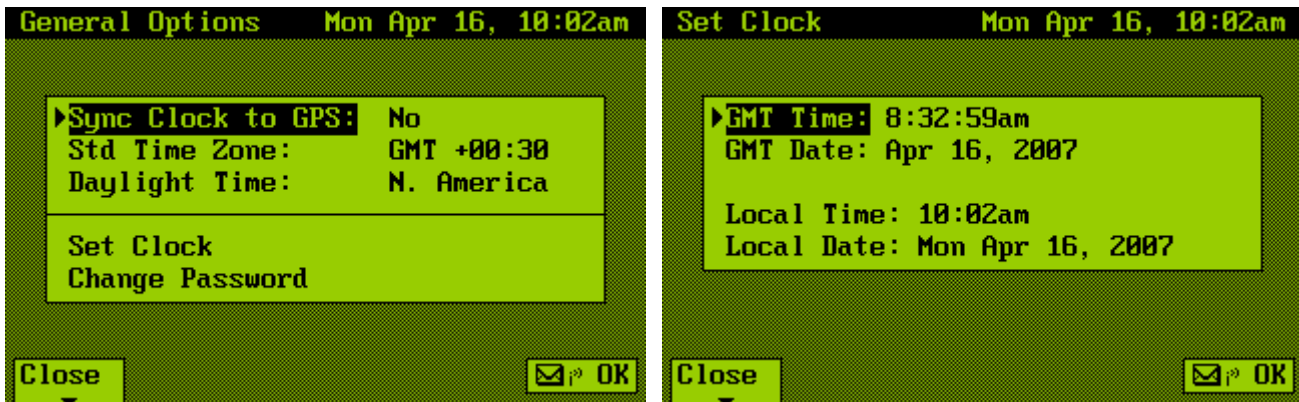 General Options Mon Apr 16, 10:02am
Sync Clock to GPS: No
Std Time Zone: GMT +00:30
Daylight Time: N. America
Set Clock
Change Password
Close
OK
Set Clock Mon Apr 16, 10:02am
GMT Time: 8:32:59am
GMT Date: Apr 16, 2007
Local Time: 10:02am
Local Date: Mon Apr 16, 2007
Close
OK